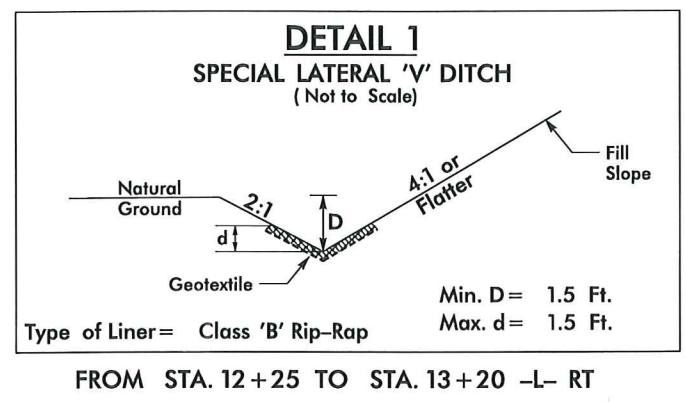 DETAIL 1
SPECIAL LATERAL 'V' DITCH
( Not to Scale)
Natural
Ground
2:1
D
d
4:1 or
Flatter
Fill
Slope
Geotextile
Min. D = 1.5 Ft.
Max. d = 1.5 Ft.
Type of Liner = Class 'B' Rip-Rap
FROM STA. 12+25 TO STA. 13+20 -L- RT